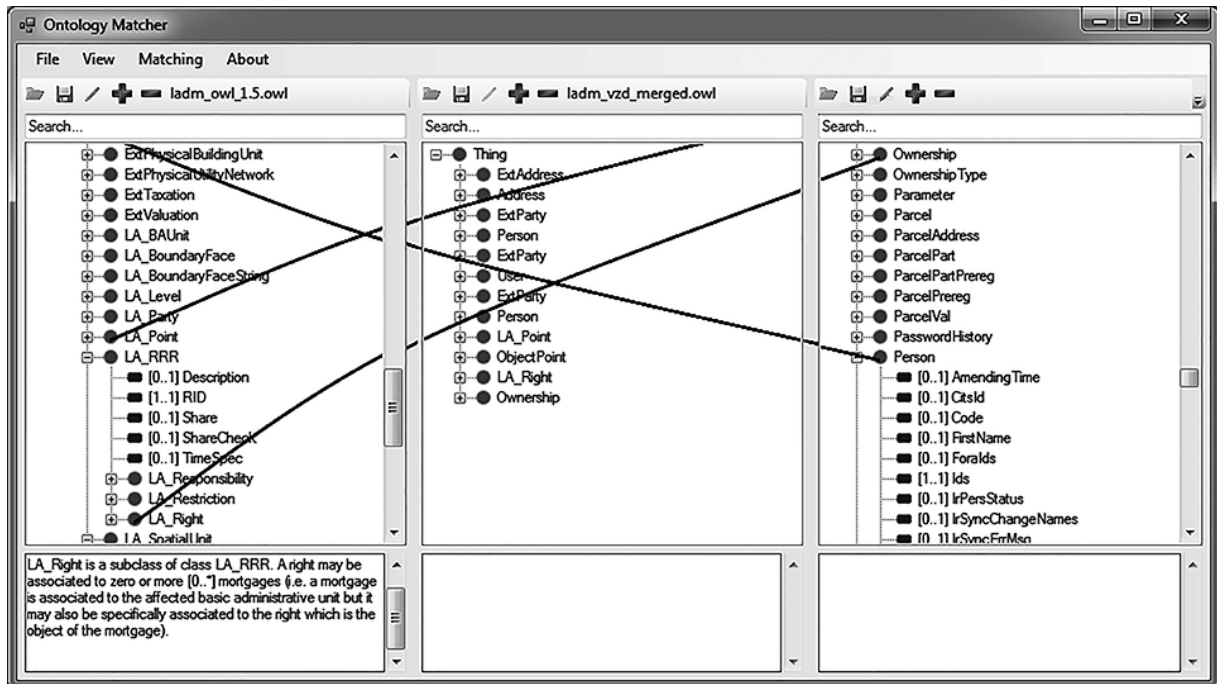 Ontology Matcher
File View Matching About
ladm_owl_1.5.owl
Search...
ExtPhysicalBuildingUnit
ExtPhysicalUtilityNetwork
ExtTaxation
ExtValuation
LA_BAUnit
LA_BoundaryFace
LA_BoundaryFaceString
LA_Level
LA_Party
LA_Point
LA_RRR
[0..1] Description
[1..1] RID
[0..1] Share
[0..1] ShareCheck
[0..1] TimeSpec
LA_Responsibility
LA_Restriction
LA_Right
LA_SpatialUnit
LA_Right is a subclass of class LA_RRR. A right may be
associated to zero or more [0..*] mortgages (i.e. a mortgage
is associated to the affected basic administrative unit but it
may also be specifically associated to the right which is the
object of the mortgage).
ladm_vzd_merged.owl
Search...
Thing
ExtAddress
Address
ExtParty
Person
ExtParty
User
ExtParty
Person
LA_Point
ObjectPoint
LA_Right
Ownership
Search...
Ownership
OwnershipType
Parameter
Parcel
ParcelAddress
ParcelPart
ParcelPartPrereg
ParcelPrereg
ParcelVal
PasswordHistory
Person
[0..1] AmendingTime
[0..1] CitsId
[0..1] Code
[0..1] FirstName
[0..1] ForaIds
[1..1] Ids
[0..1] IrPersStatus
[0..1] IrSyncChangeNames
[0..1] IrSyncErrMsg